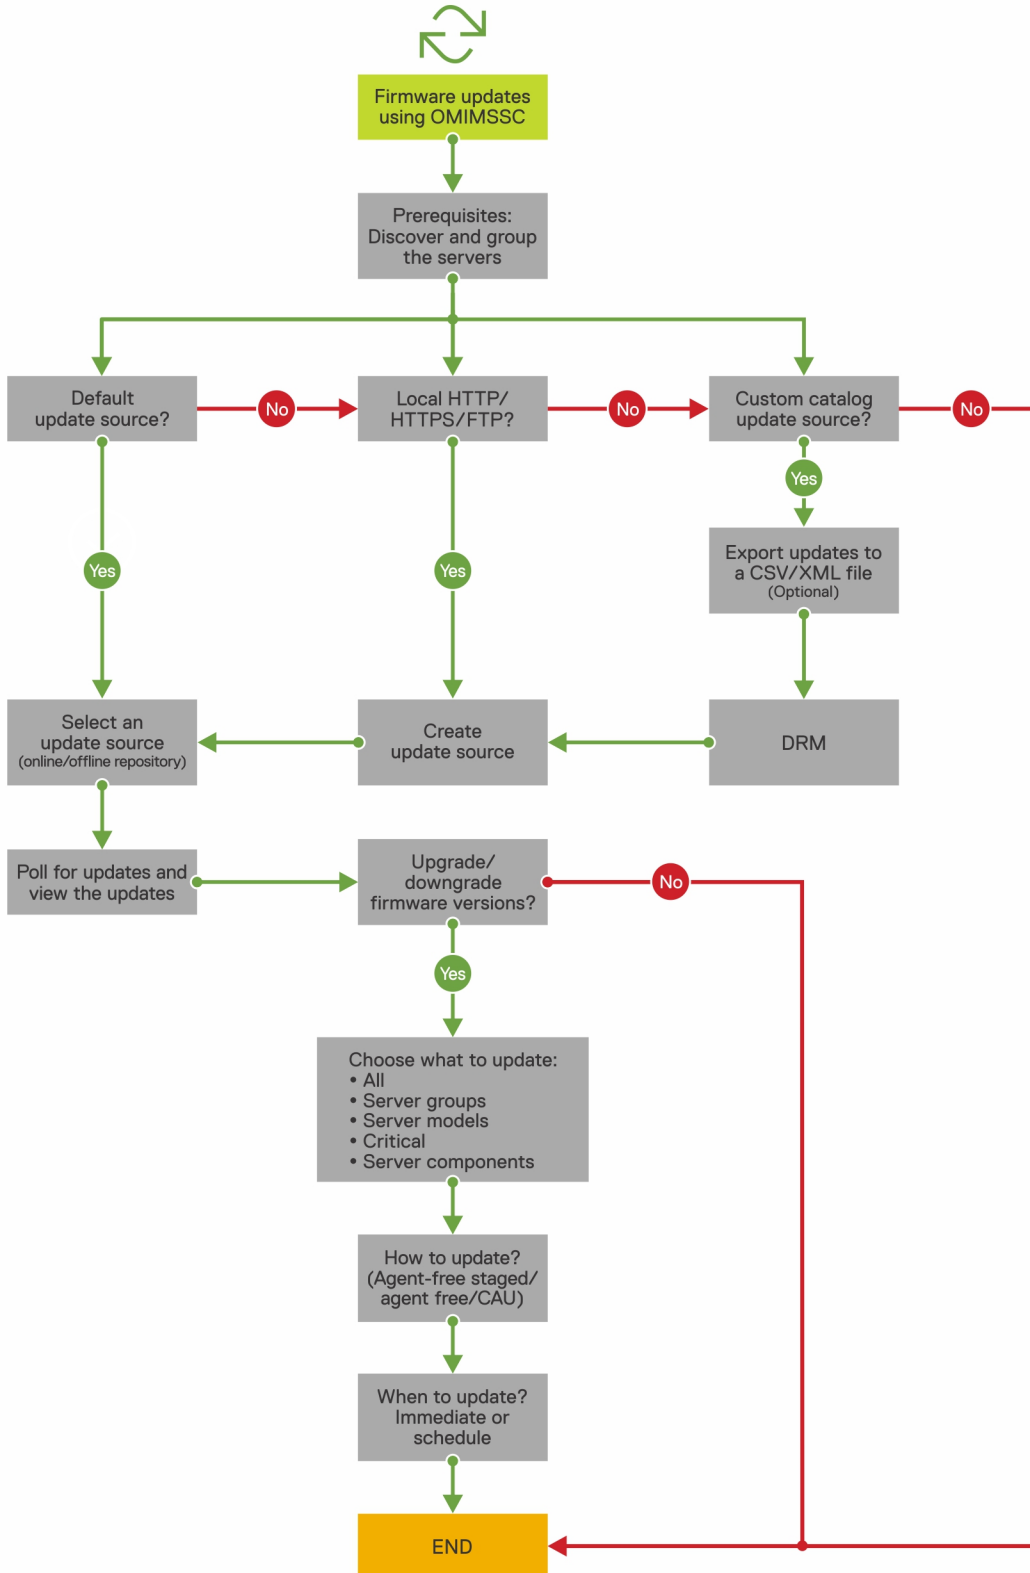 Firmware updates
using OMIMSSC
Prerequisites:
Discover and group
the servers
Default
update source?
No
Local HTTP/
HTTPS/FTP?
No
Custom catalog
update source?
No
Yes
Yes
Yes
Export updates to
a CSV/XML file
(Optional)
Select an
update source
(online/offline repository)
Create
update source
DRM
Poll for updates and
view the updates
Upgrade/
downgrade
firmware versions?
No
Yes
Choose what to update:
• All
• Server groups
• Server models
• Critical
• Server components
How to update?
(Agent-free staged/
agent free/CAU)
When to update?
Immediate or
schedule
END